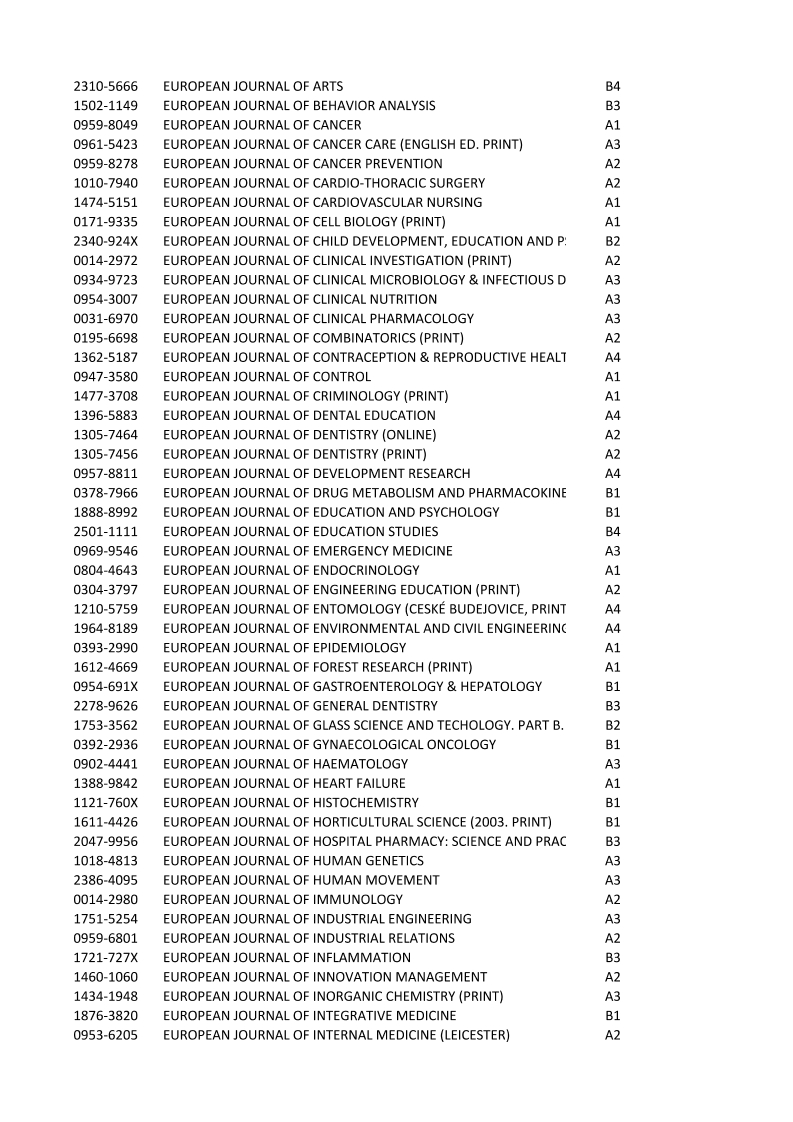 2310-5666 EUROPEAN JOURNAL OF ARTS B4
1502-1149 EUROPEAN JOURNAL OF BEHAVIOR ANALYSIS B3
0959-8049 EUROPEAN JOURNAL OF CANCER A1
0961-5423 EUROPEAN JOURNAL OF CANCER CARE (ENGLISH ED. PRINT) A3
0959-8278 EUROPEAN JOURNAL OF CANCER PREVENTION A2
1010-7940 EUROPEAN JOURNAL OF CARDIO-THORACIC SURGERY A2
1474-5151 EUROPEAN JOURNAL OF CARDIOVASCULAR NURSING A1
0171-9335 EUROPEAN JOURNAL OF CELL BIOLOGY (PRINT) A1
2340-924X EUROPEAN JOURNAL OF CHILD DEVELOPMENT, EDUCATION AND P B2
0014-2972 EUROPEAN JOURNAL OF CLINICAL INVESTIGATION (PRINT) A2
0934-9723 EUROPEAN JOURNAL OF CLINICAL MICROBIOLOGY & INFECTIOUS D A3
0954-3007 EUROPEAN JOURNAL OF CLINICAL NUTRITION A3
0031-6970 EUROPEAN JOURNAL OF CLINICAL PHARMACOLOGY A3
0195-6698 EUROPEAN JOURNAL OF COMBINATORICS (PRINT) A2
1362-5187 EUROPEAN JOURNAL OF CONTRACEPTION & REPRODUCTIVE HEALT A4
0947-3580 EUROPEAN JOURNAL OF CONTROL A1
1477-3708 EUROPEAN JOURNAL OF CRIMINOLOGY (PRINT) A1
1396-5883 EUROPEAN JOURNAL OF DENTAL EDUCATION A4
1305-7464 EUROPEAN JOURNAL OF DENTISTRY (ONLINE) A2
1305-7456 EUROPEAN JOURNAL OF DENTISTRY (PRINT) A2
0957-8811 EUROPEAN JOURNAL OF DEVELOPMENT RESEARCH A4
0378-7966 EUROPEAN JOURNAL OF DRUG METABOLISM AND PHARMACOKINE B1
1888-8992 EUROPEAN JOURNAL OF EDUCATION AND PSYCHOLOGY B1
2501-1111 EUROPEAN JOURNAL OF EDUCATION STUDIES B4
0969-9546 EUROPEAN JOURNAL OF EMERGENCY MEDICINE A3
0804-4643 EUROPEAN JOURNAL OF ENDOCRINOLOGY A1
0304-3797 EUROPEAN JOURNAL OF ENGINEERING EDUCATION (PRINT) A2
1210-5759 EUROPEAN JOURNAL OF ENTOMOLOGY (CESKÉ BUDEJOVICE, PRINT A4
1964-8189 EUROPEAN JOURNAL OF ENVIRONMENTAL AND CIVIL ENGINEERING A4
0393-2990 EUROPEAN JOURNAL OF EPIDEMIOLOGY A1
1612-4669 EUROPEAN JOURNAL OF FOREST RESEARCH (PRINT) A1
0954-691X EUROPEAN JOURNAL OF GASTROENTEROLOGY & HEPATOLOGY B1
2278-9626 EUROPEAN JOURNAL OF GENERAL DENTISTRY B3
1753-3562 EUROPEAN JOURNAL OF GLASS SCIENCE AND TECHOLOGY. PART B. B2
0392-2936 EUROPEAN JOURNAL OF GYNAECOLOGICAL ONCOLOGY B1
0902-4441 EUROPEAN JOURNAL OF HAEMATOLOGY A3
1388-9842 EUROPEAN JOURNAL OF HEART FAILURE A1
1121-760X EUROPEAN JOURNAL OF HISTOCHEMISTRY B1
1611-4426 EUROPEAN JOURNAL OF HORTICULTURAL SCIENCE (2003. PRINT) B1
2047-9956 EUROPEAN JOURNAL OF HOSPITAL PHARMACY: SCIENCE AND PRAC B3
1018-4813 EUROPEAN JOURNAL OF HUMAN GENETICS A3
2386-4095 EUROPEAN JOURNAL OF HUMAN MOVEMENT A3
0014-2980 EUROPEAN JOURNAL OF IMMUNOLOGY A2
1751-5254 EUROPEAN JOURNAL OF INDUSTRIAL ENGINEERING A3
0959-6801 EUROPEAN JOURNAL OF INDUSTRIAL RELATIONS A2
1721-727X EUROPEAN JOURNAL OF INFLAMMATION B3
1460-1060 EUROPEAN JOURNAL OF INNOVATION MANAGEMENT A2
1434-1948 EUROPEAN JOURNAL OF INORGANIC CHEMISTRY (PRINT) A3
1876-3820 EUROPEAN JOURNAL OF INTEGRATIVE MEDICINE B1
0953-6205 EUROPEAN JOURNAL OF INTERNAL MEDICINE (LEICESTER) A2